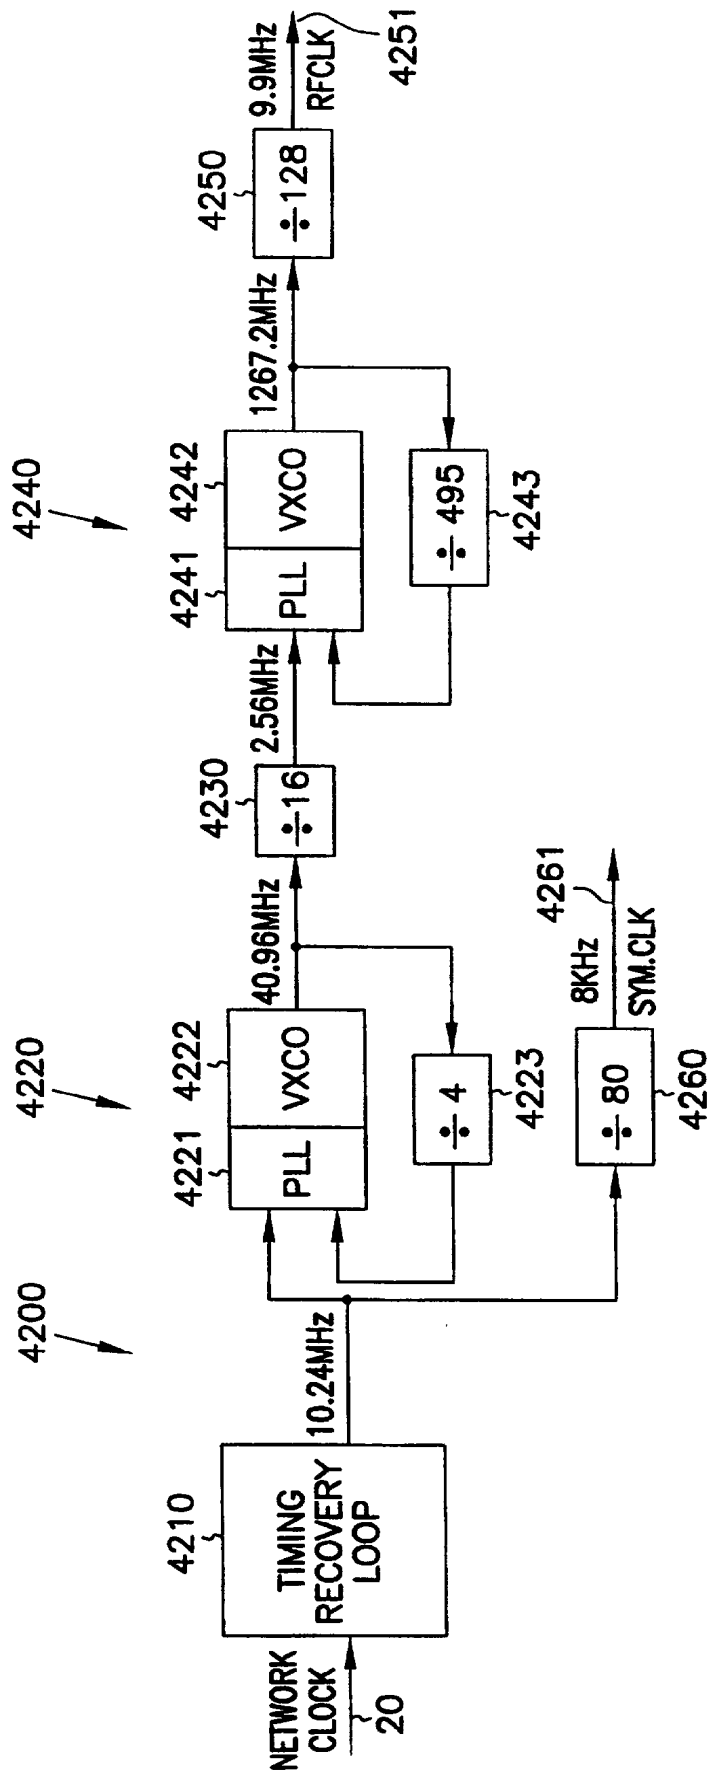 4200
4220
4240
NETWORK
CLOCK
20
4210
TIMING
RECOVERY
LOOP
10.24MHz
4221
4222
PLL
VXCO
÷ 4
4223
÷ 80
4260
8KHz
SYM.CLK
4261
40.96MHz
4230
÷16
2.56MHz
4241
4242
PLL
VXCO
÷ 495
4243
1267.2MHz
4250
÷128
9.9MHz
RFCLK
4251